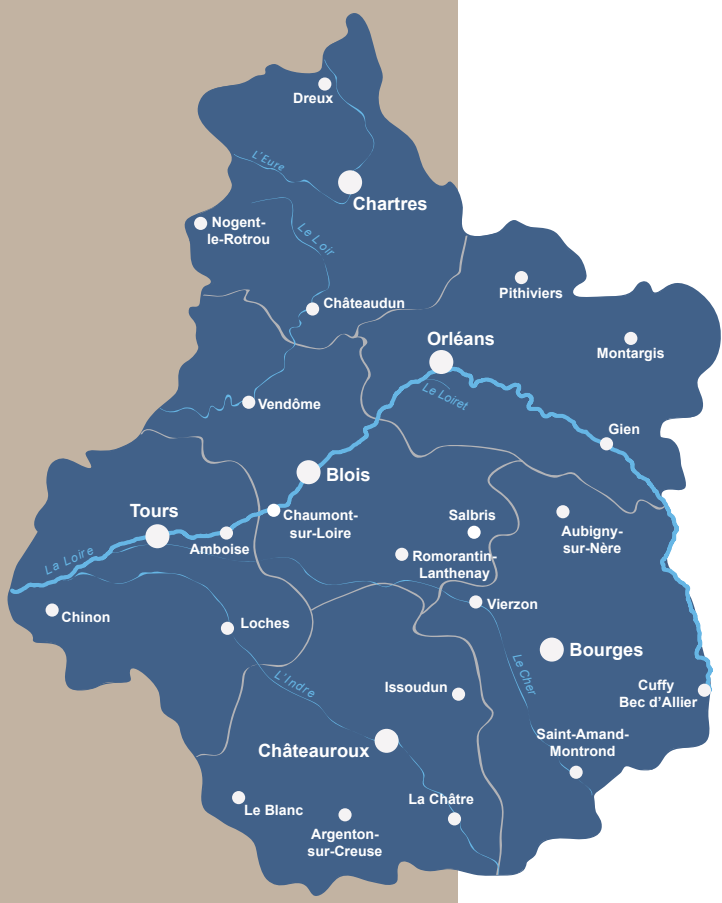 Dreux
L'Eure
Chartres
Nogent-
le-Rotrou
Le Loir
Pithiviers
Châteaudun
Orléans
Montargis
Le Loiret
Vendôme
Gien
Blois
Tours
Chaumont-
sur-Loire
Salbris
Aubigny-
sur-Nère
Amboise
La Loire
Romorantin-
Lanthenay
Chinon
Loches
Vierzon
Bourges
Le Cher
L'Indre
Issoudun
Cuffy
Bec d'Allier
Châteauroux
Saint-Amand-
Montrond
Le Blanc
La Châtre
Argenton-
sur-Creuse